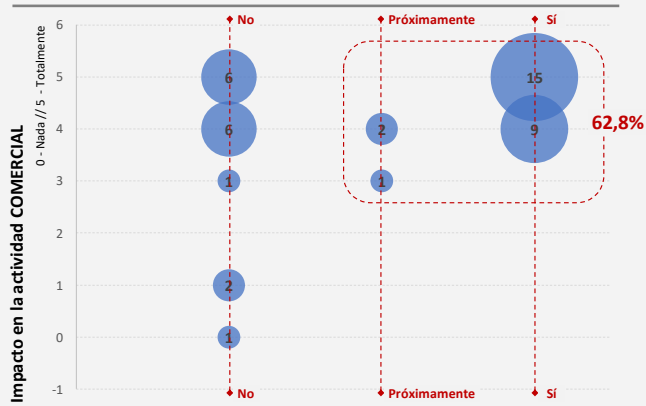 No
Próximamente
Sí
Impacto en la actividad COMERCIAL
0 - Nada // 5 - Totalmente
6
5
4
3
2
1
0
-1
6
15
6
2
9
62,8%
1
1
2
1
No
Próximamente
Sí